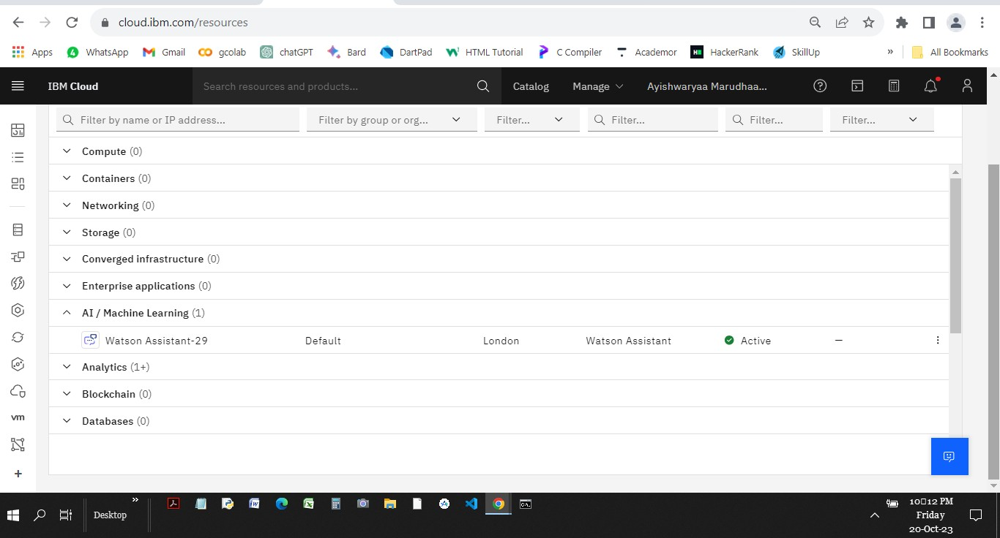 cloud.ibm.com/resources
Apps WhatsApp Gmail gcolab chatGPT Bard DartPad HTML Tutorial C Compiler Academor HackerRank SkillUp » All Bookmarks
IBM Cloud Search resources and products... Catalog Manage Ayishwaryaa Marudhaa...
Filter by name or IP address... Filter by group or org... Filter... Filter... Filter... Filter...
Compute (0)
Containers (0)
Networking (0)
Storage (0)
Converged infrastructure (0)
Enterprise applications (0)
AI / Machine Learning (1)
Watson Assistant-29 Default London Watson Assistant Active —
Analytics (1+)
Blockchain (0)
Databases (0)
vm
Desktop
10▯12 PM
Friday
20-Oct-23